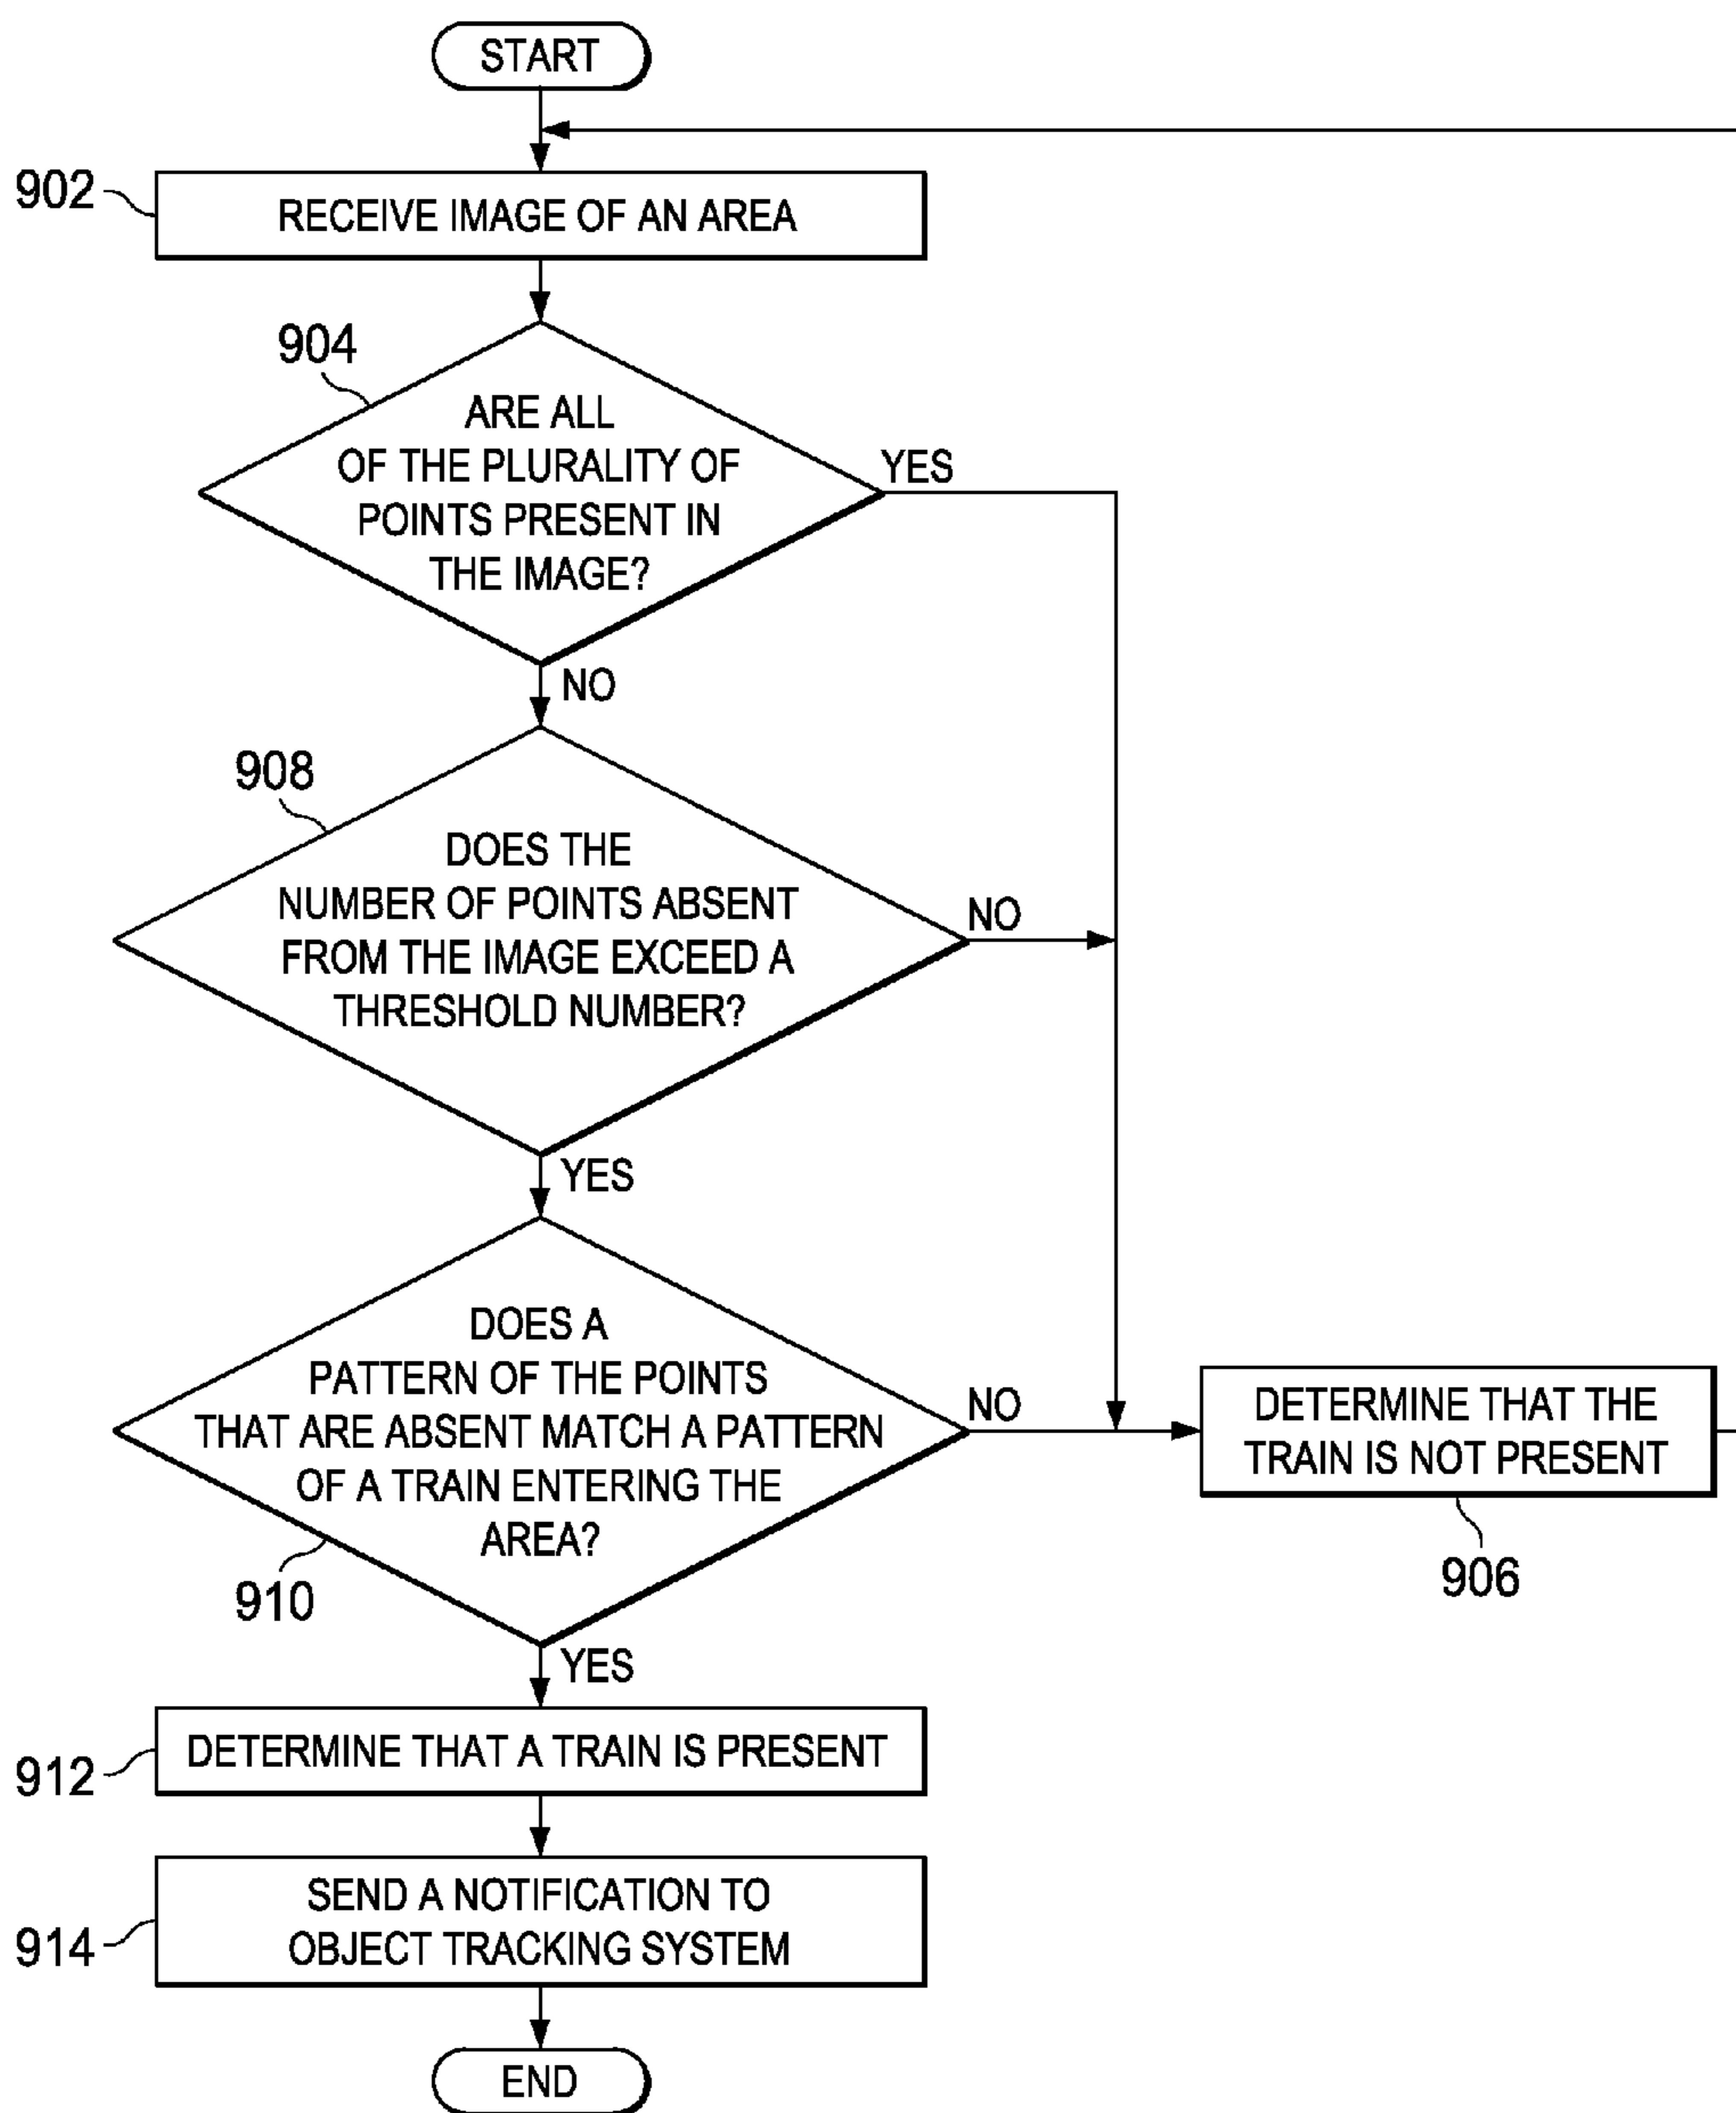 START
902
RECEIVE IMAGE OF AN AREA
904
ARE ALL
OF THE PLURALITY OF
POINTS PRESENT IN
THE IMAGE?
YES
NO
908
DOES THE
NUMBER OF POINTS ABSENT
FROM THE IMAGE EXCEED A
THRESHOLD NUMBER?
NO
YES
DOES A
PATTERN OF THE POINTS
THAT ARE ABSENT MATCH A PATTERN
OF A TRAIN ENTERING THE
AREA?
NO
DETERMINE THAT THE
TRAIN IS NOT PRESENT
906
910
YES
912
DETERMINE THAT A TRAIN IS PRESENT
914
SEND A NOTIFICATION TO
OBJECT TRACKING SYSTEM
END